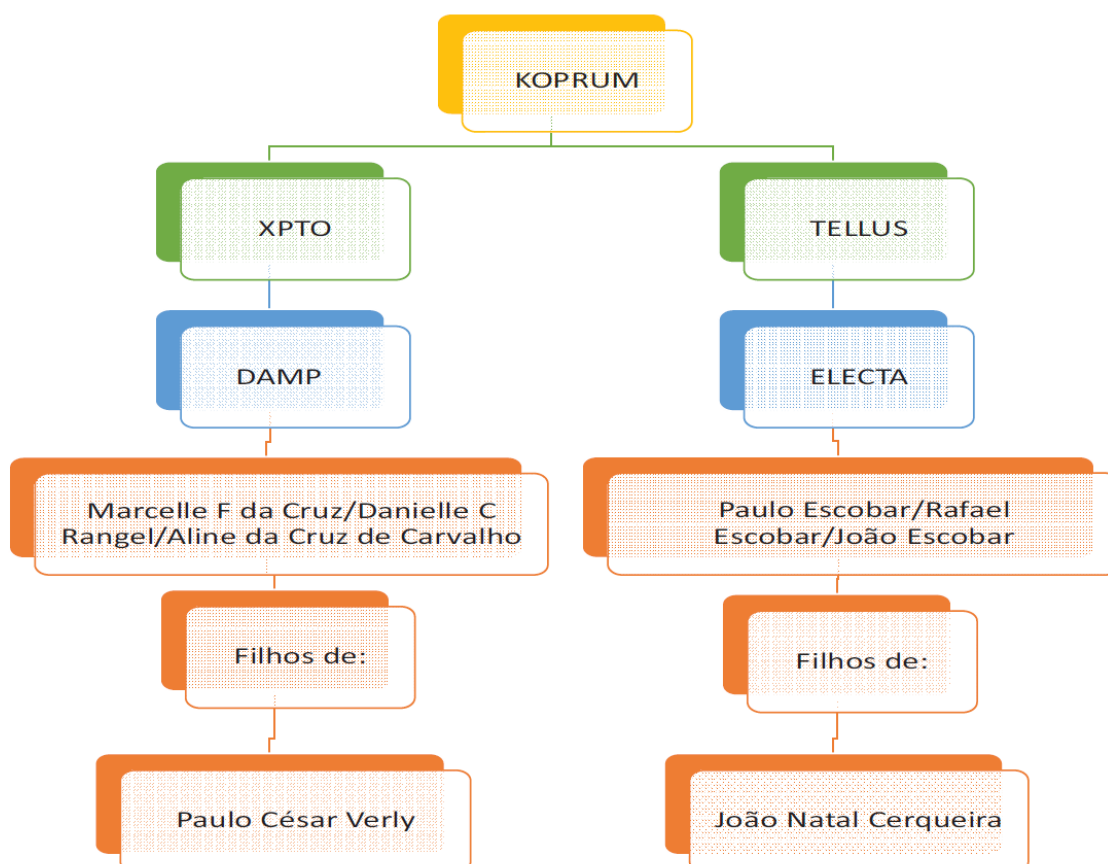 KOPRUM
XPTO
TELLUS
DAMP
ELECTA
Marcelle F da Cruz/Danielle C
Rangel/Aline da Cruz de Carvalho
Paulo Escobar/Rafael
Escobar/João Escobar
Filhos de:
Filhos de:
Paulo César Verly
João Natal Cerqueira